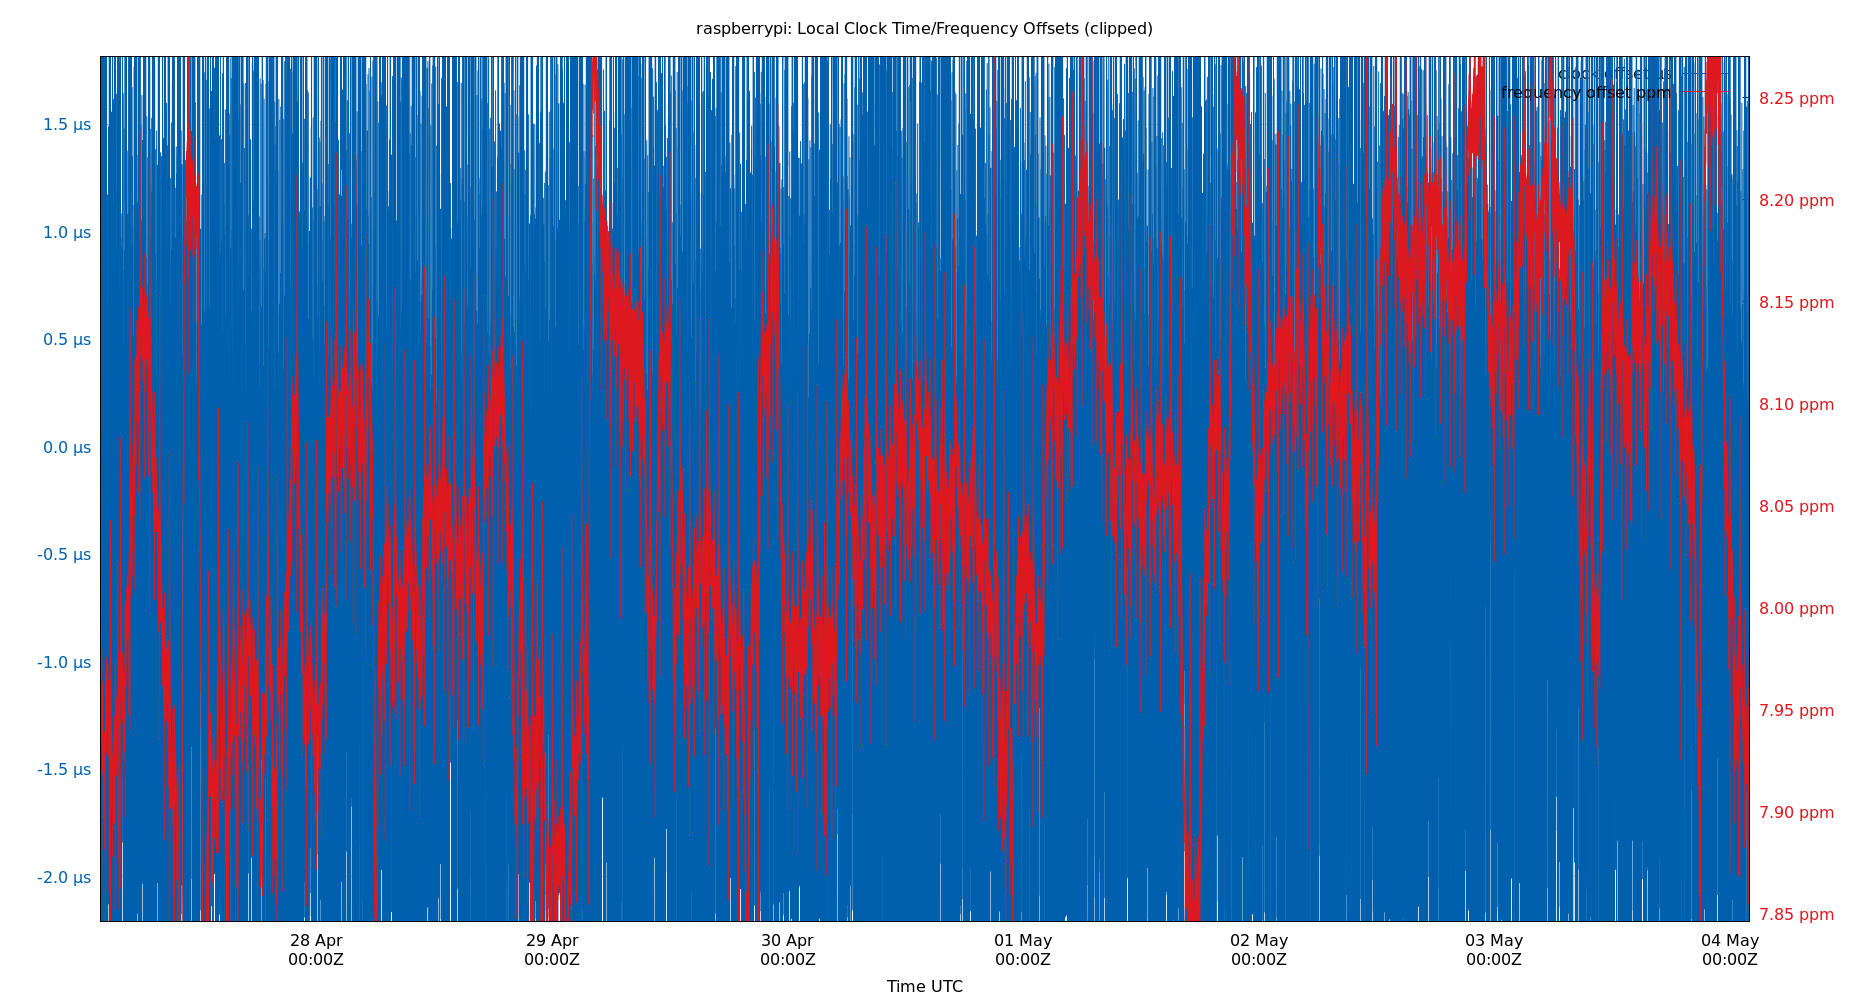 raspberrypi: Local Clock Time/Frequency Offsets (clipped)
clock offset µs
frequency offset ppm
1.5 µs
1.0 µs
0.5 µs
0.0 µs
-0.5 µs
-1.0 µs
-1.5 µs
-2.0 µs
8.25 ppm
8.20 ppm
8.15 ppm
8.10 ppm
8.05 ppm
8.00 ppm
7.95 ppm
7.90 ppm
7.85 ppm
28 Apr
00:00Z
29 Apr
00:00Z
30 Apr
00:00Z
01 May
00:00Z
02 May
00:00Z
03 May
00:00Z
04 May
00:00Z
Time UTC